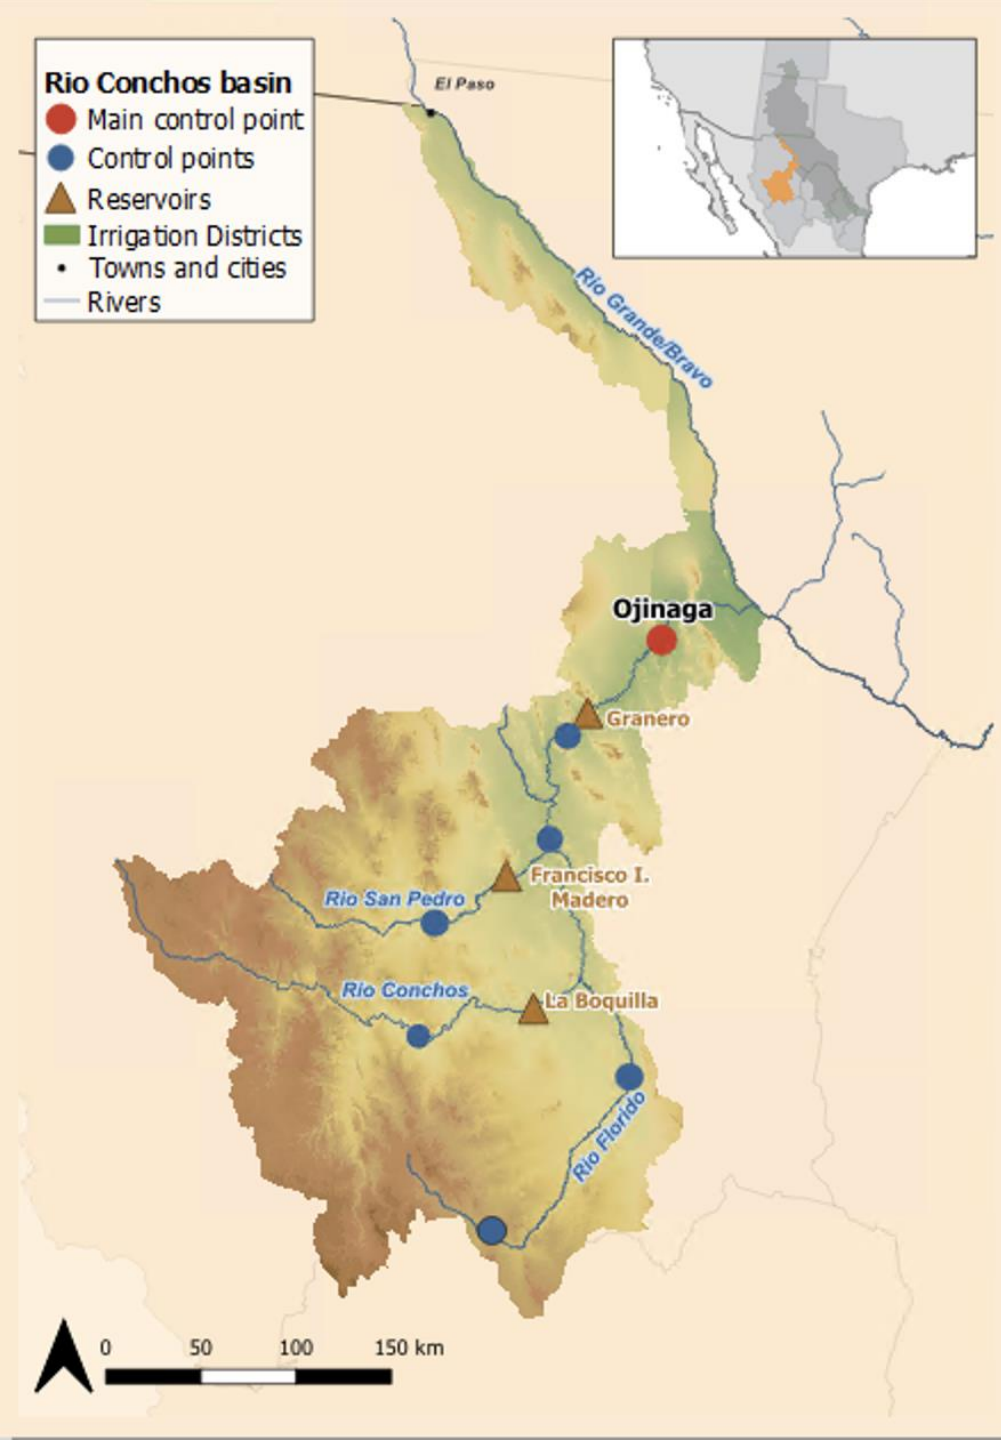 Rio Conchos basin
Main control point
Control points
Reservoirs
Irrigation Districts
Towns and cities
Rivers
El Paso
Rio Grande/Bravo
Ojinaga
Granero
Francisco I.
Madero
Rio San Pedro
Rio Conchos
La Boquilla
Rio Florido
0 50 100 150 km